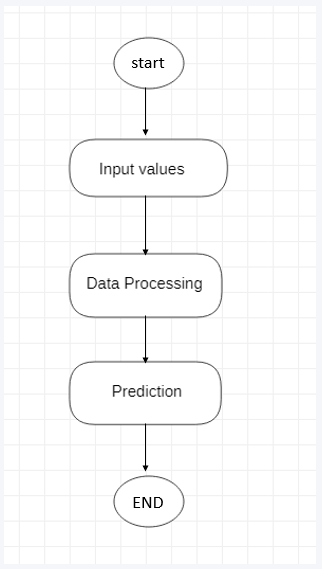 start
Input values
Data Processing
Prediction
END